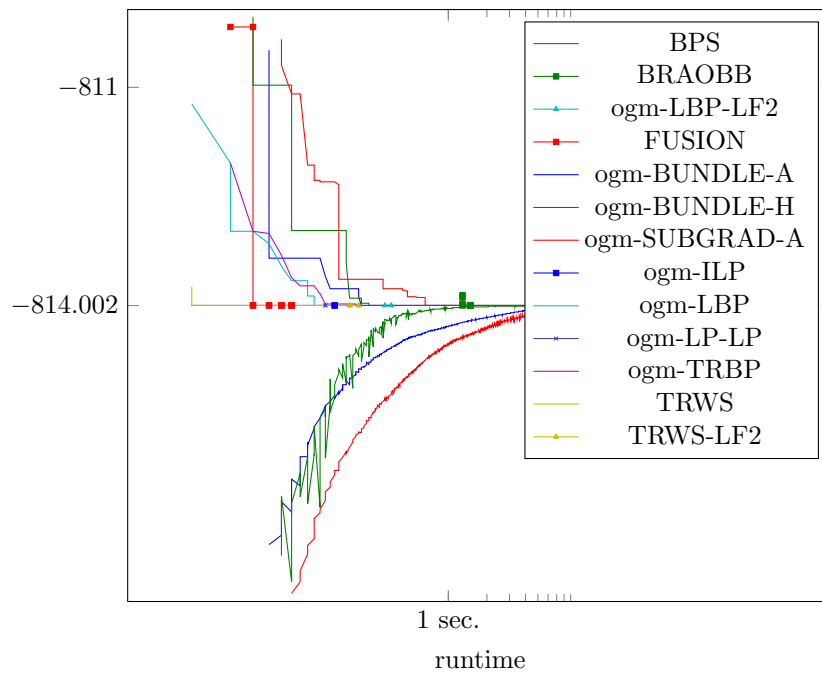 −811
−814.002
BPS
BRAOBB
ogm-LBP-LF2
FUSION
ogm-BUNDLE-A
ogm-BUNDLE-H
ogm-SUBGRAD-A
ogm-ILP
ogm-LBP
ogm-LP-LP
ogm-TRBP
TRWS
TRWS-LF2
1 sec.
runtime